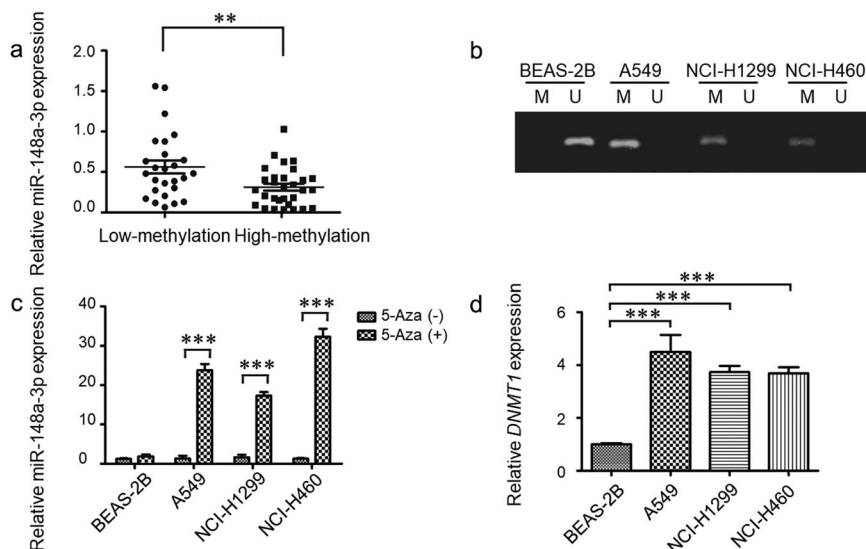 a
**
Relative miR-148a-3p expression
2.0
1.5
1.0
0.5
0.0
Low-methylation High-methylation
b
BEAS-2B A549 NCI-H1299 NCI-H460
M U M U M U M U
c
Relative miR-148a-3p expression
40
30
20
10
0
***
***
***
5-Aza (-)
5-Aza (+)
BEAS-2B
A549
NCI-H1299
NCI-H460
d
Relative DNMT1 expression
6
4
2
0
***
***
***
BEAS-2B
A549
NCI-H1299
NCI-H460